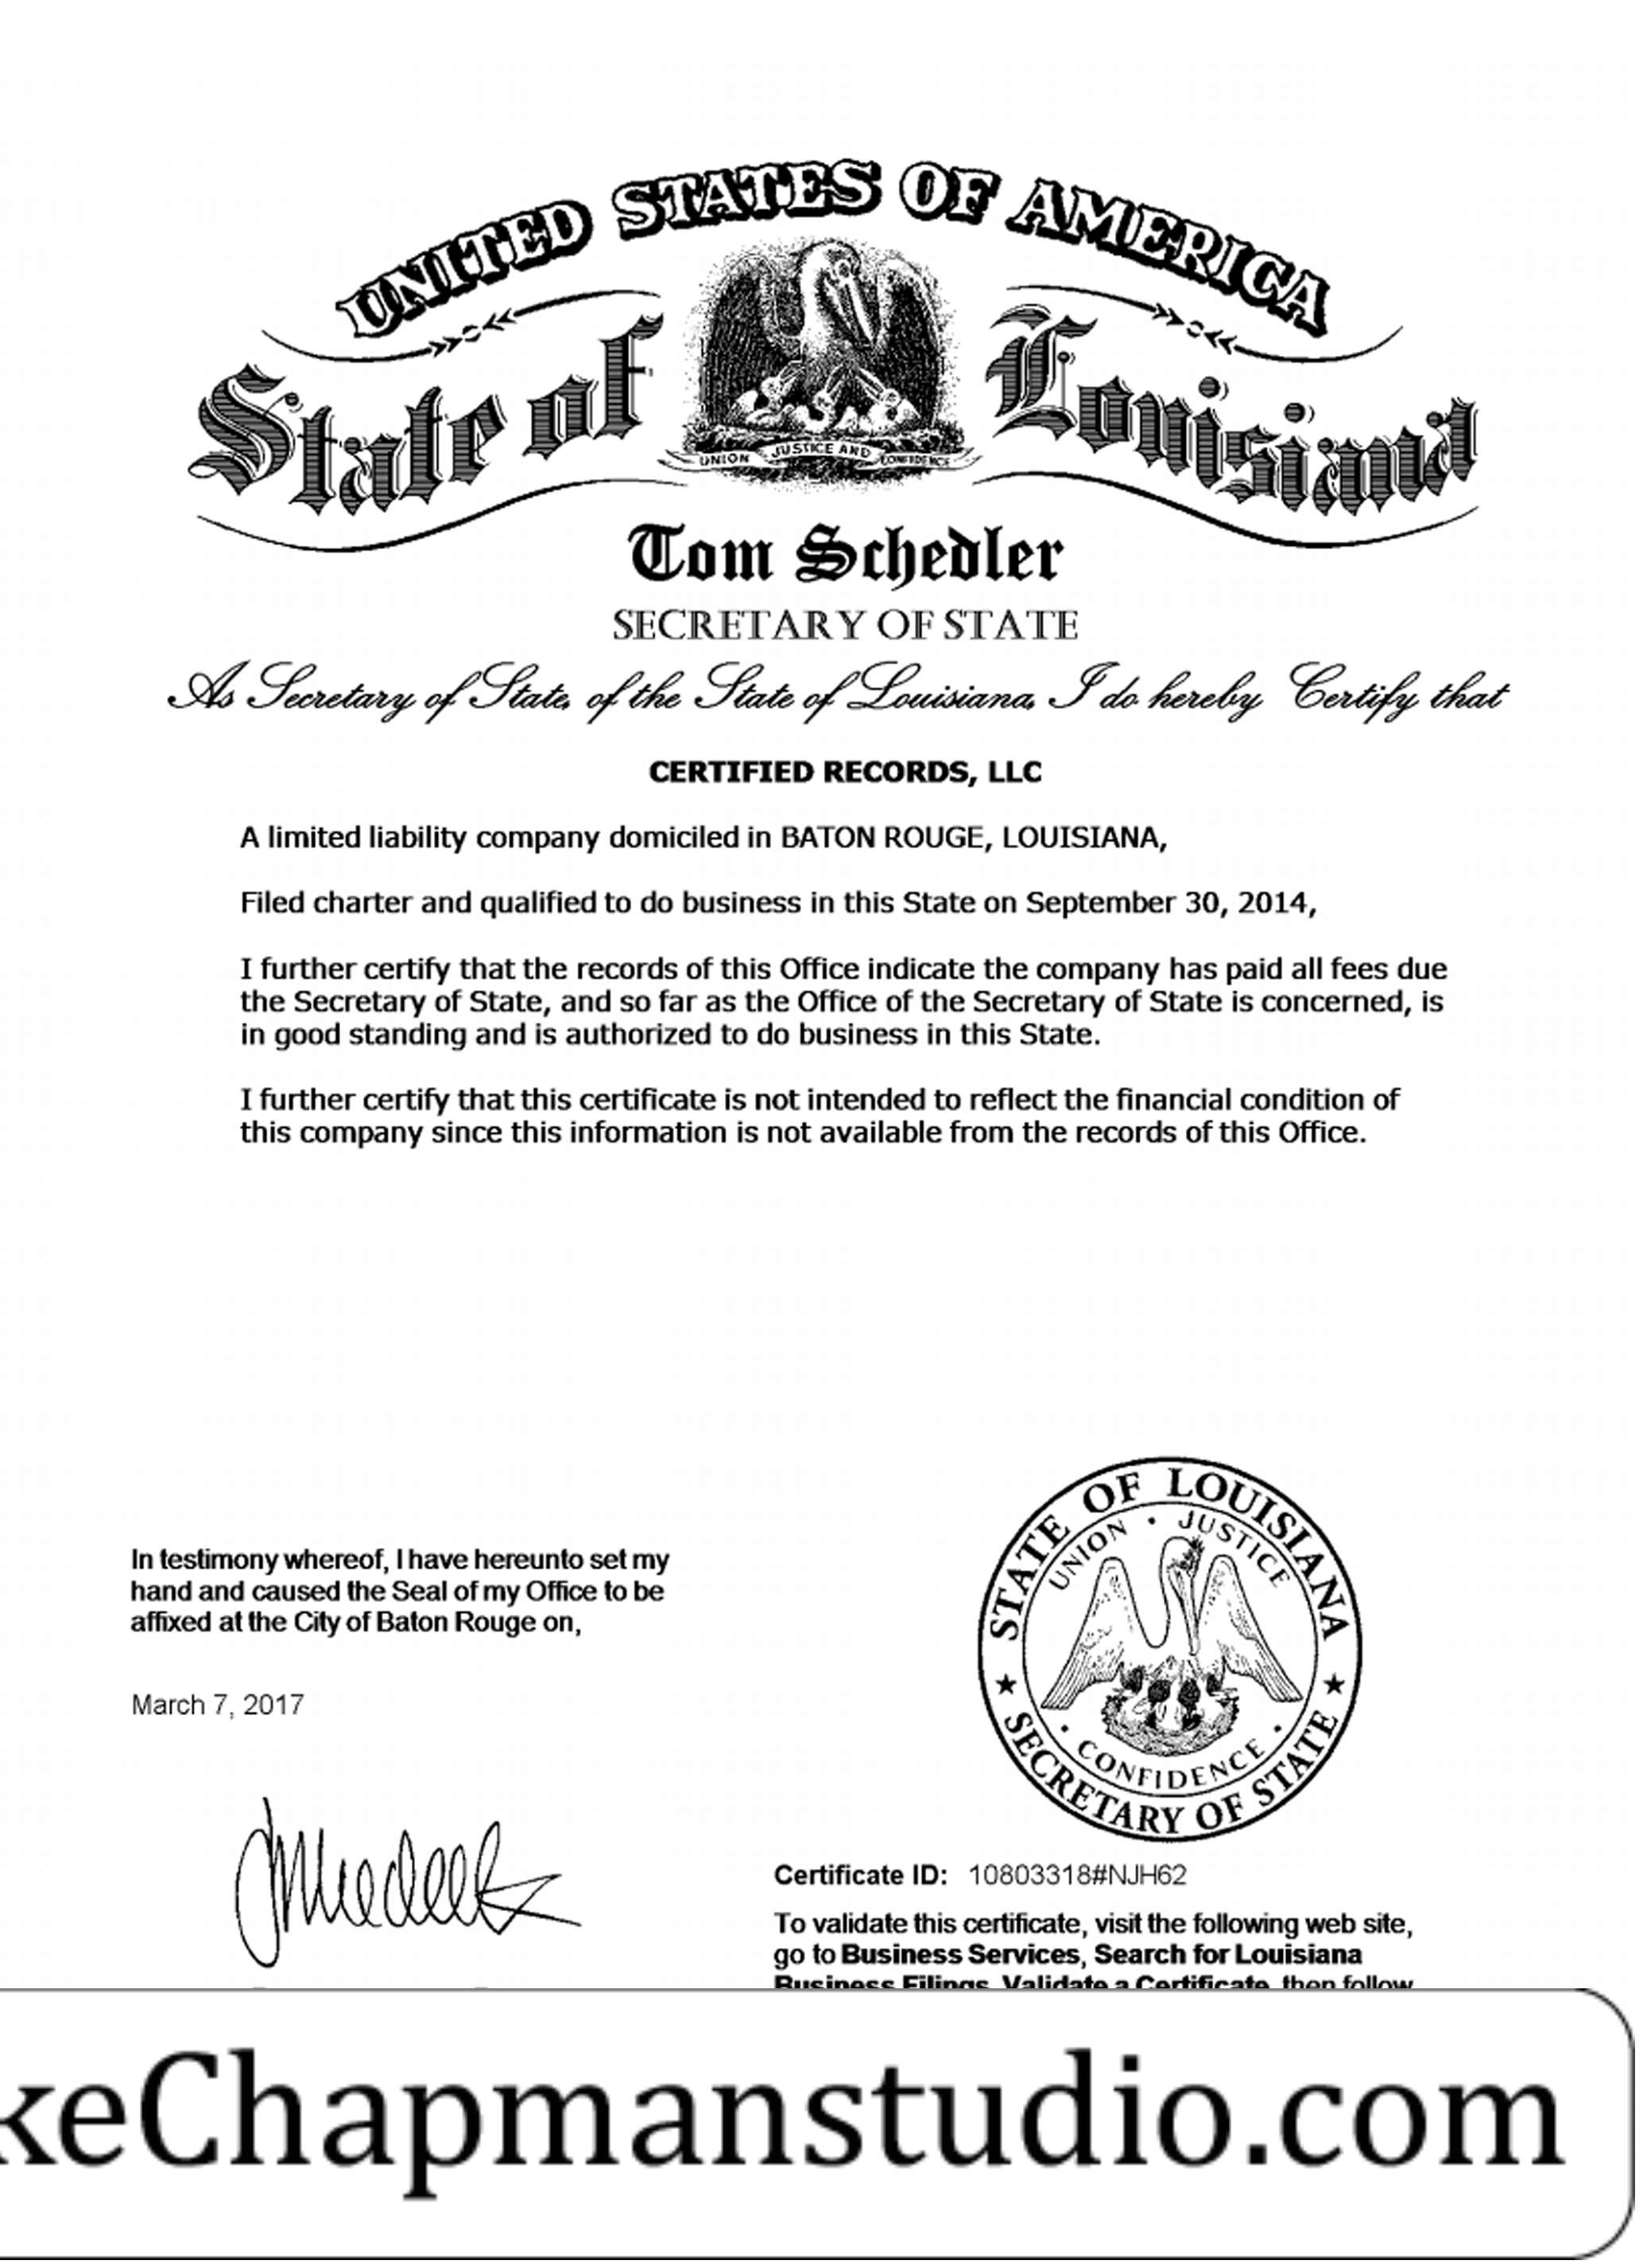 UNITED STATES OF AMERICA
State of Louisiana
UNION JUSTICE AND CONFIDENCE
Tom Schedler
SECRETARY OF STATE
As Secretary of State, of the State of Louisiana, I do hereby Certify that
CERTIFIED RECORDS, LLC
A limited liability company domiciled in BATON ROUGE, LOUISIANA,
Filed charter and qualified to do business in this State on September 30, 2014,
I further certify that the records of this Office indicate the company has paid all fees due
the Secretary of State, and so far as the Office of the Secretary of State is concerned, is
in good standing and is authorized to do business in this State.
I further certify that this certificate is not intended to reflect the financial condition of
this company since this information is not available from the records of this Office.
In testimony whereof, I have hereunto set my
hand and caused the Seal of my Office to be
affixed at the City of Baton Rouge on,
March 7, 2017
STATE OF LOUISIANA
UNION • JUSTICE
• CONFIDENCE •
★ SECRETARY OF STATE ★
Certificate ID: 10803318#NJH62
To validate this certificate, visit the following web site,
go to Business Services, Search for Louisiana
Business Filings, Validate a Certificate, then follow
keChapmanstudio.com